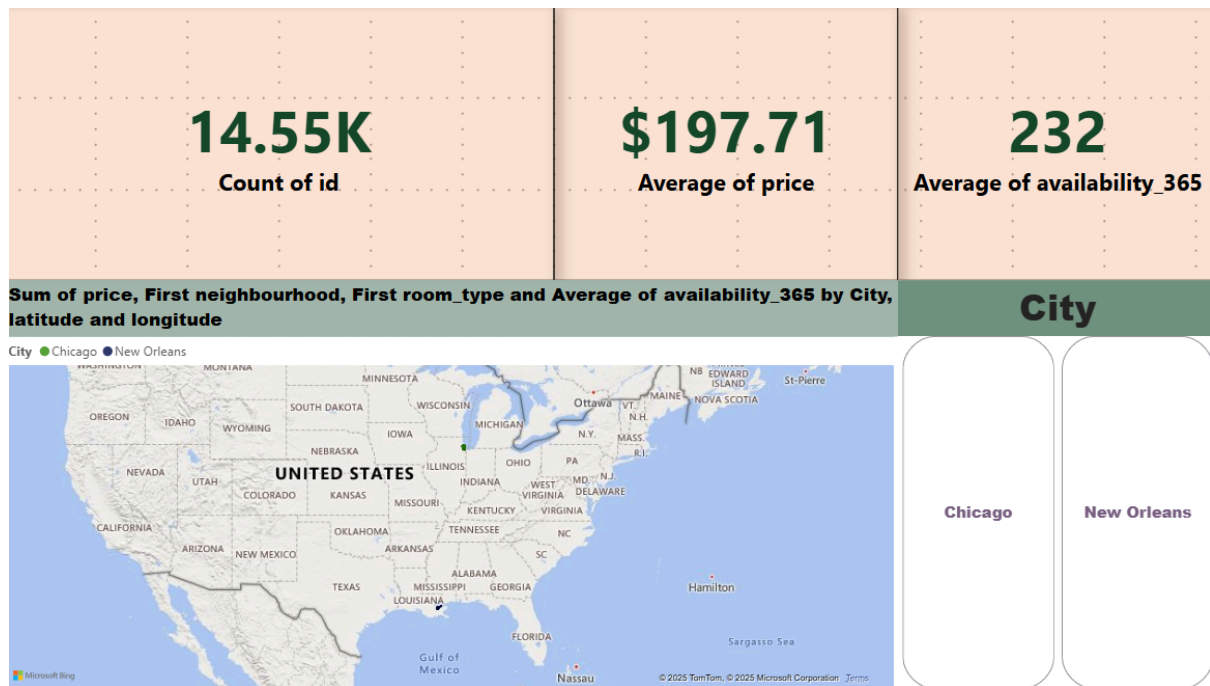 14.55K
Count of id
$197.71
Average of price
232
Average of availability_365
Sum of price, First neighbourhood, First room_type and Average of availability_365 by City,
latitude and longitude
City
City Chicago New Orleans
MONTANA
MINNESOTA
NB
PRINCE
EDWARD
ISLAND
St-Pierre
OREGON
IDAHO
WYOMING
SOUTH DAKOTA
WISCONSIN
MICHIGAN
Ottawa
VT.
MAINE
NOVA SCOTIA
N.H.
IOWA
N.Y.
MASS.
R.I.
NEBRASKA
NEVADA
UTAH
UNITED STATES
ILLINOIS
OHIO
PA
INDIANA
WEST
VIRGINIA
MD.
N.J.
DELAWARE
COLORADO
KANSAS
MISSOURI
KENTUCKY
VIRGINIA
CALIFORNIA
OKLAHOMA
TENNESSEE
NC
ARIZONA
NEW MEXICO
ARKANSAS
SC
TEXAS
ALABAMA
MISSISSIPPI
GEORGIA
LOUISIANA
Hamilton
FLORIDA
Sargasso Sea
Gulf of
Mexico
Nassau
Microsoft Bing
© 2025 TomTom, © 2025 Microsoft Corporation Terms
Chicago
New Orleans